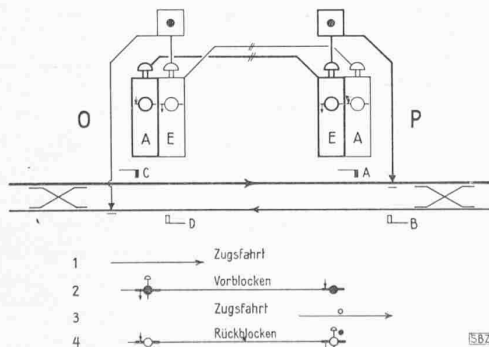 O A E E A P
C A
D B
1 Zugsfahrt
2 Vorblocken
3 Zugsfahrt
4 Rückblocken
SBZ